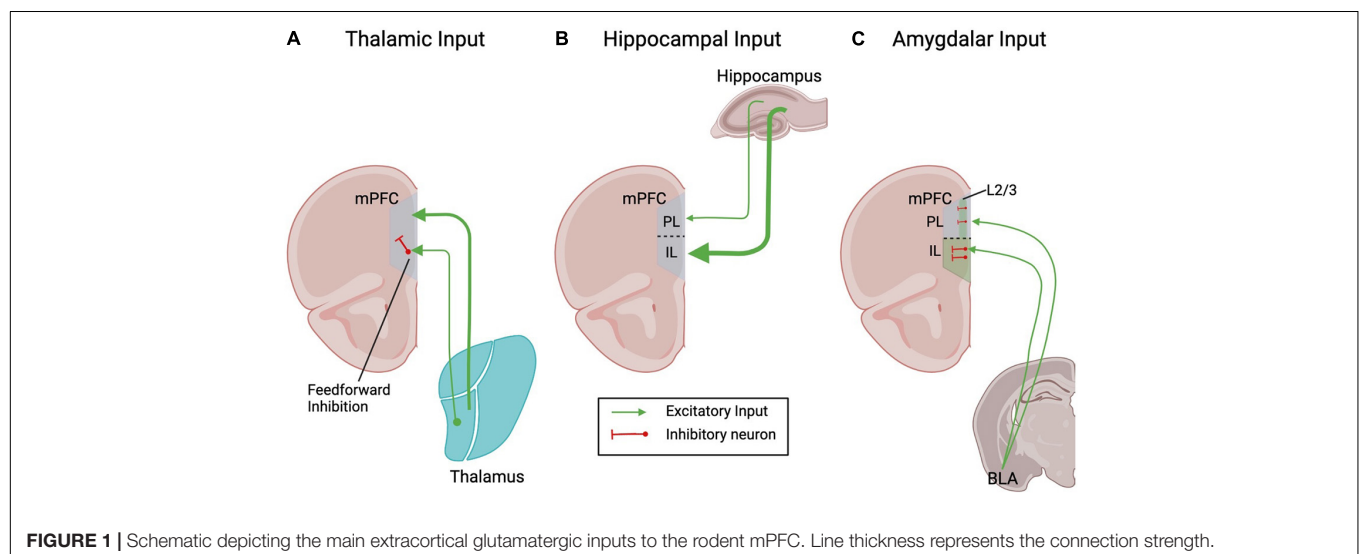 A Thalamic Input
B Hippocampal Input
C Amygdalar Input
mPFC
Feedforward
Inhibition
Thalamus
Hippocampus
mPFC
PL
IL
Excitatory Input
Inhibitory neuron
L2/3
mPFC
PL
IL
BLA
FIGURE 1 | Schematic depicting the main extracortical glutamatergic inputs to the rodent mPFC. Line thickness represents the connection strength.